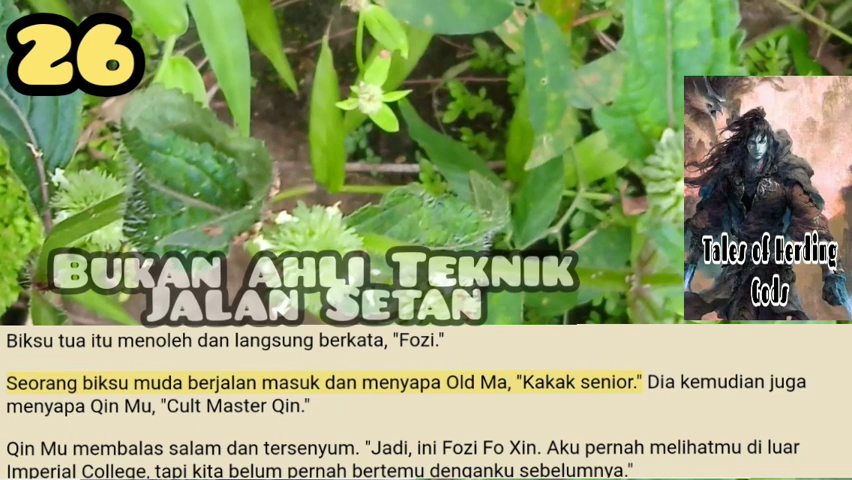 26
Tales of Herding
Gods
BUKAN AHLI TEKNIK
JALAN SETAN
Biksu tua itu menoleh dan langsung berkata, "Fozi."
Seorang biksu muda berjalan masuk dan menyapa Old Ma, "Kakak senior." Dia kemudian juga
menyapa Qin Mu, "Cult Master Qin."
Qin Mu membalas salam dan tersenyum. "Jadi, ini Fozi Fo Xin. Aku pernah melihatmu di luar
Imperial College, tapi kita belum pernah bertemu denganku sebelumnya."